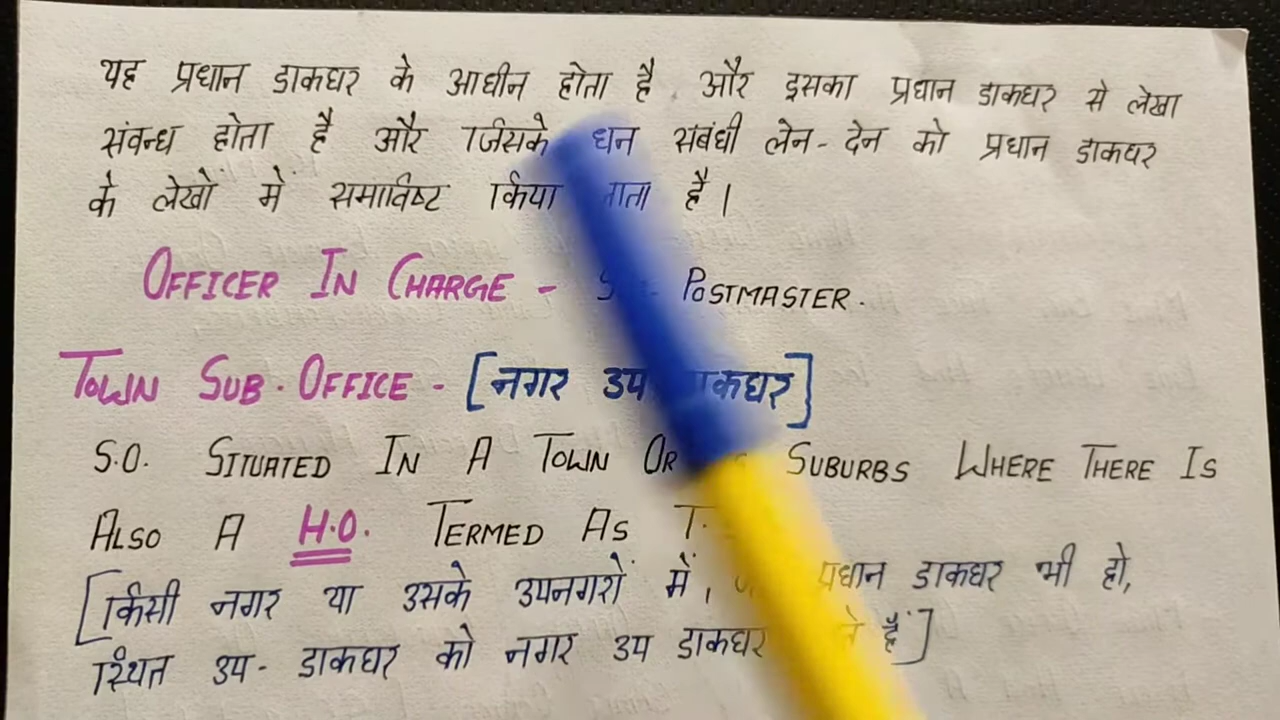 यह प्रधान डाकघर के आधीन होता है और इसका प्रधान डाकघर से लेखा
संवन्ध होता है और जिसके धन संबंधी लेन-देन को प्रधान डाकघर
के लेखों में समाविष्ट किया जाता है।
OFFICER IN CHARGE - POSTMASTER.
TOWN SUB. OFFICE - [नगर उप डाकघर]
S.O. SITUATED IN A TOWN OR SUBURBS WHERE THERE IS
ALSO A H.O. TERMED AS T.
[किसी नगर या उसके उपनगरों में, प्रधान डाकघर भी हो,
स्थित उप-डाकघर को नगर उप डाकघर हैं]